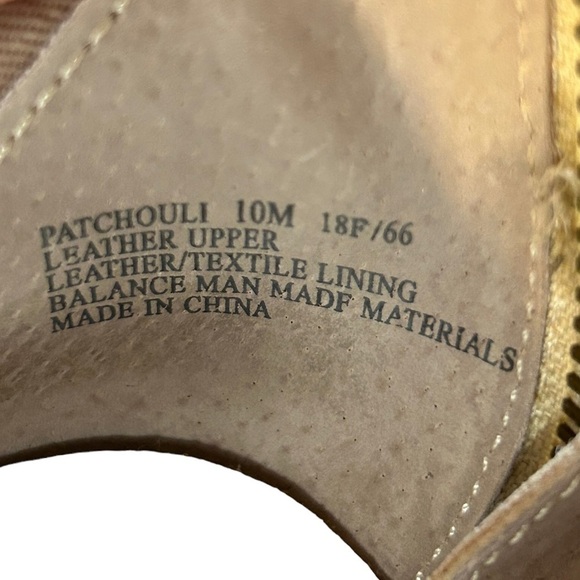 PATCHOULI 10M 18F/66
LEATHER UPPER
LEATHER/TEXTILE LINING
BALANCE MAN MADF MATERIALS
MADE IN CHINA